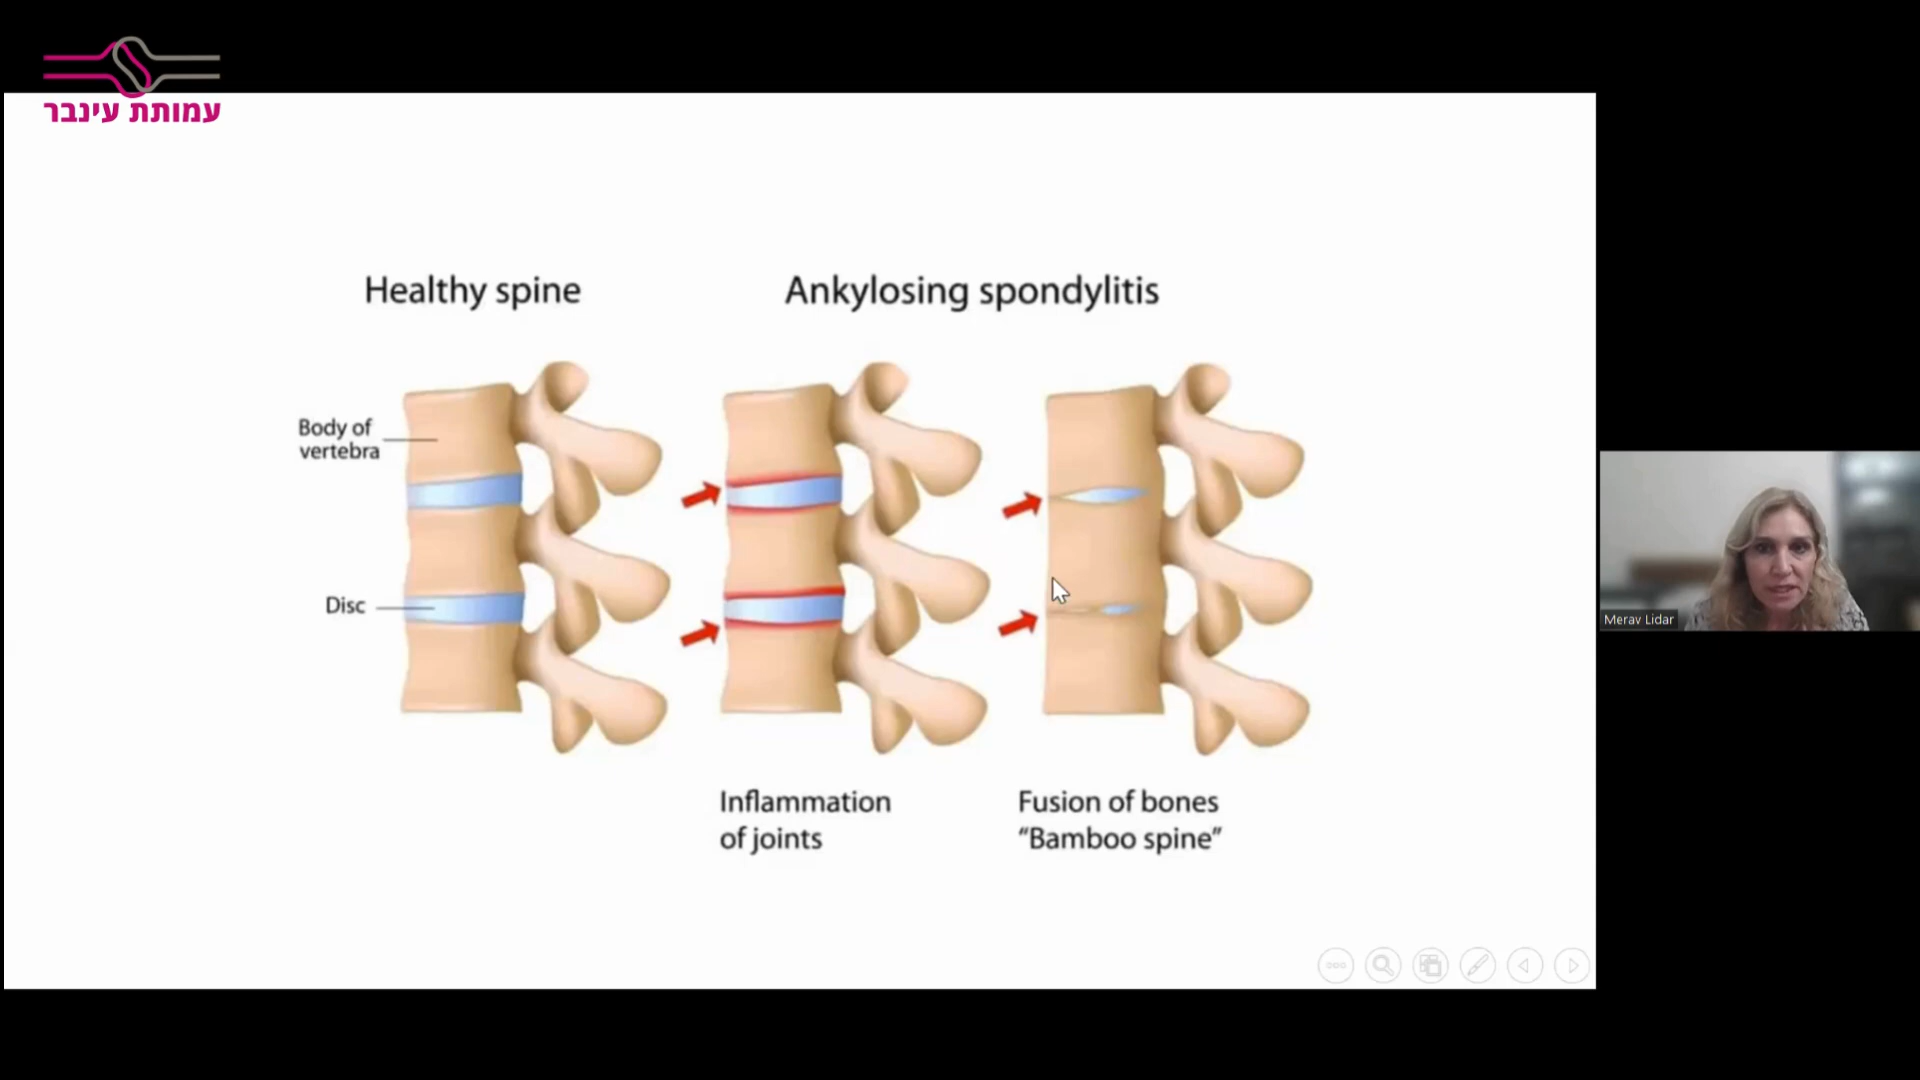 עמותת עינבר
Healthy spine
Ankylosing spondylitis
Body of
vertebra
Disc
Inflammation
of joints
Fusion of bones
“Bamboo spine”
Merav Lidar